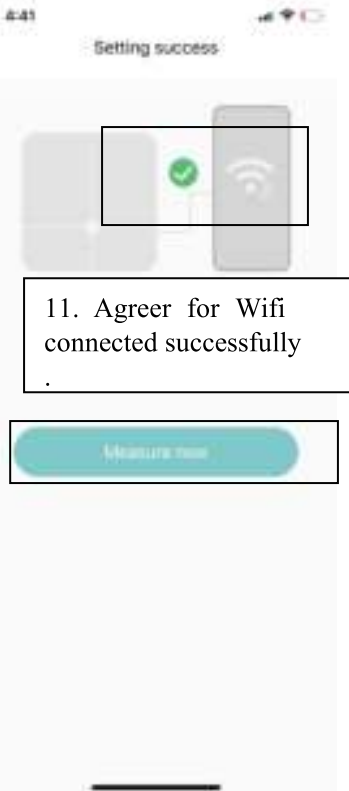 4:41
Setting success
11. Agreer for Wifi
connected successfully
.
Measure now